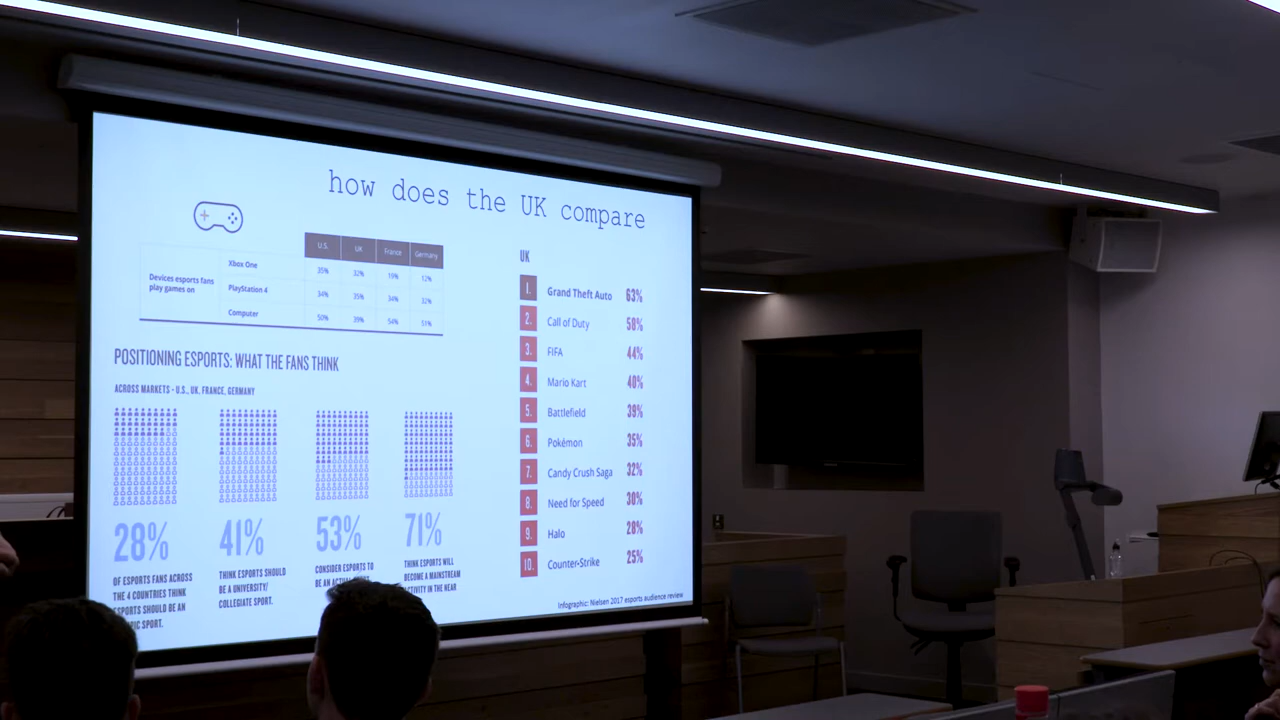 how does the UK compare
U.S. UK France Germany
Devices esports fans
play games on
Xbox One 35% 32% 19% 12%
PlayStation 4 34% 35% 34% 32%
Computer 50% 39% 54% 51%
POSITIONING ESPORTS: WHAT THE FANS THINK
ACROSS MARKETS - U.S., UK, FRANCE, GERMANY
28%
OF ESPORTS FANS ACROSS
THE 4 COUNTRIES THINK
ESPORTS SHOULD BE AN
SPORT.
41%
THINK ESPORTS SHOULD
BE A UNIVERSITY/
COLLEGIATE SPORT.
53%
CONSIDER ESPORTS TO
BE AN
71%
THINK ESPORTS WILL
BECOME A MAINSTREAM
ACTIVITY IN THE NEAR
UK
1. Grand Theft Auto 63%
2. Call of Duty 58%
3. FIFA 44%
4. Mario Kart 40%
5. Battlefield 39%
6. Pokémon 35%
7. Candy Crush Saga 32%
8. Need for Speed 30%
9. Halo 28%
10. Counter-Strike 25%
Infographic: Nielsen 2017 esports audience review